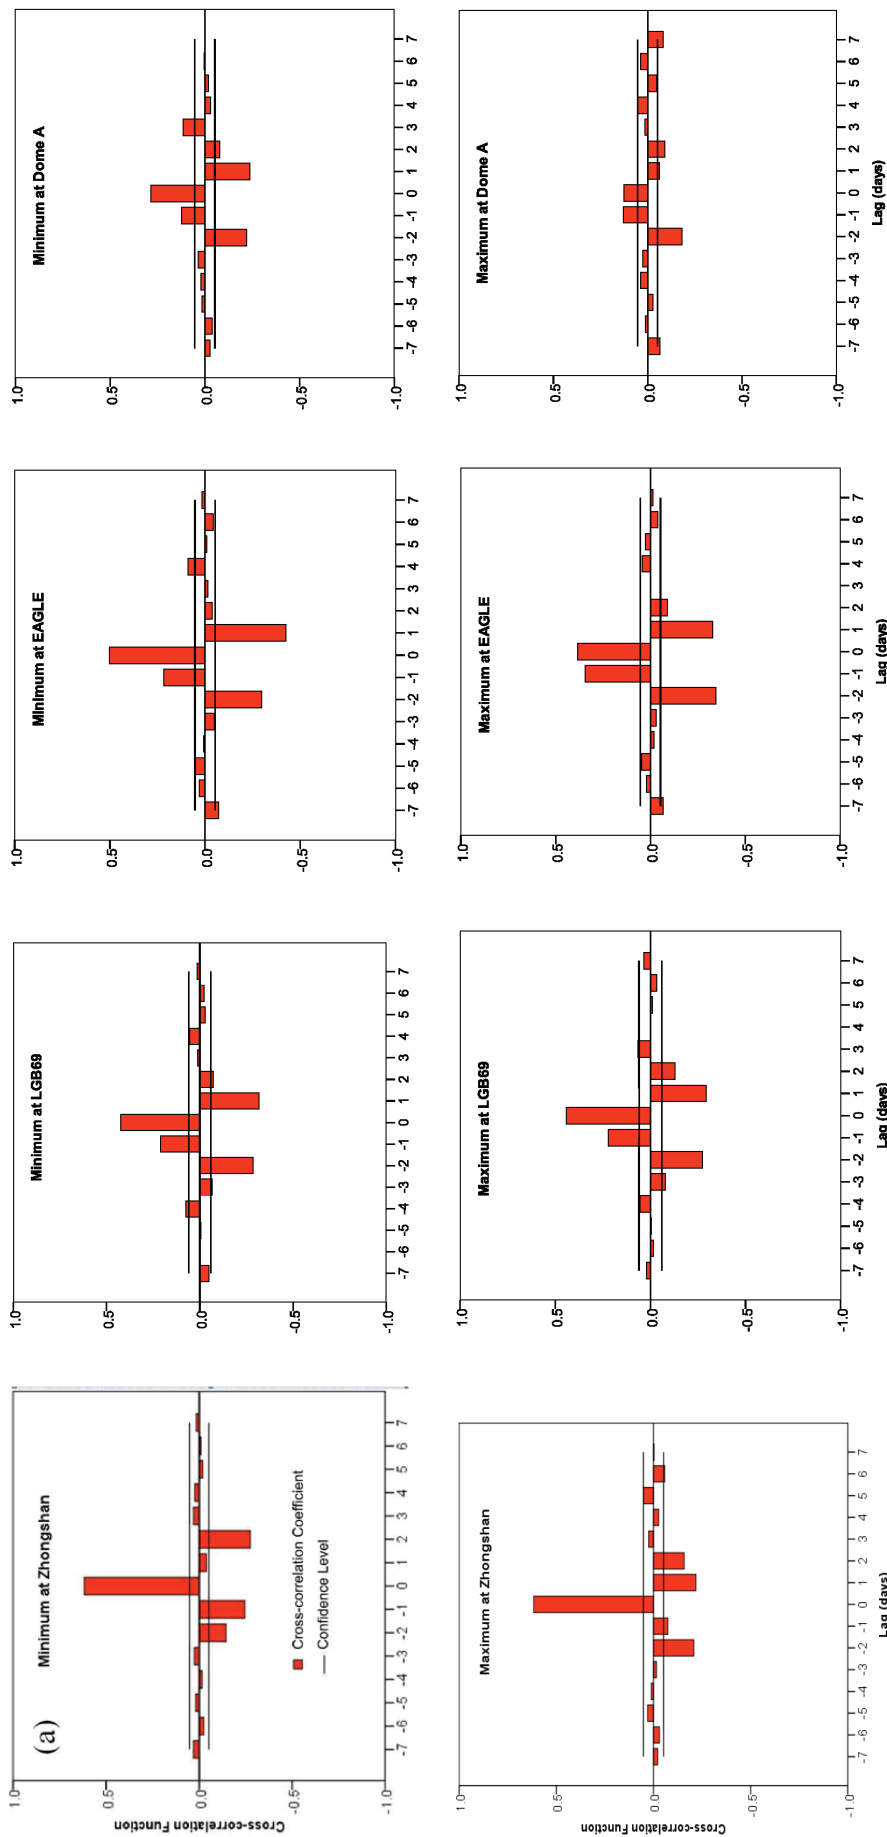 (a)
Minimum at Zhongshan
Cross-correlation Function
1.0
0.5
0.0
-0.5
-1.0
Cross-correlation Coefficient
Confidence Level
-7 -6 -5 -4 -3 -2 -1 0 1 2 3 4 5 6 7
Minimum at LGB69
1.0
0.5
0.0
-0.5
-1.0
-7 -6 -5 -4 -3 -2 -1 0 1 2 3 4 5 6 7
Minimum at EAGLE
1.0
0.5
0.0
-0.5
-1.0
-7 -6 -5 -4 -3 -2 -1 0 1 2 3 4 5 6 7
Minimum at Dome A
1.0
0.5
0.0
-0.5
-1.0
-7 -6 -5 -4 -3 -2 -1 0 1 2 3 4 5 6 7
Maximum at Zhongshan
Cross-correlation Function
1.0
0.5
0.0
-0.5
-1.0
-7 -6 -5 -4 -3 -2 -1 0 1 2 3 4 5 6 7
Lag (days)
Maximum at LGB69
1.0
0.5
0.0
-0.5
-1.0
-7 -6 -5 -4 -3 -2 -1 0 1 2 3 4 5 6 7
Lag (days)
Maximum at EAGLE
1.0
0.5
0.0
-0.5
-1.0
-7 -6 -5 -4 -3 -2 -1 0 1 2 3 4 5 6 7
Lag (days)
Maximum at Dome A
1.0
0.5
0.0
-0.5
-1.0
-7 -6 -5 -4 -3 -2 -1 0 1 2 3 4 5 6 7
Lag (days)